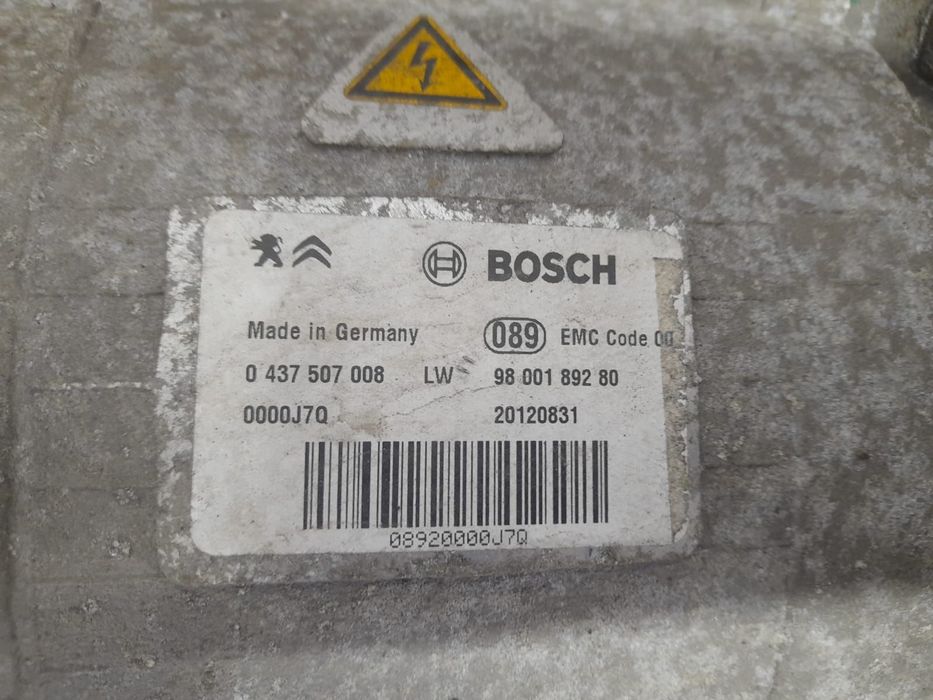 BOSCH
Made in Germany 089 EMC Code 00
0 437 507 008 LW 98 001 892 80
0000J7Q 20120831
08920000J7Q